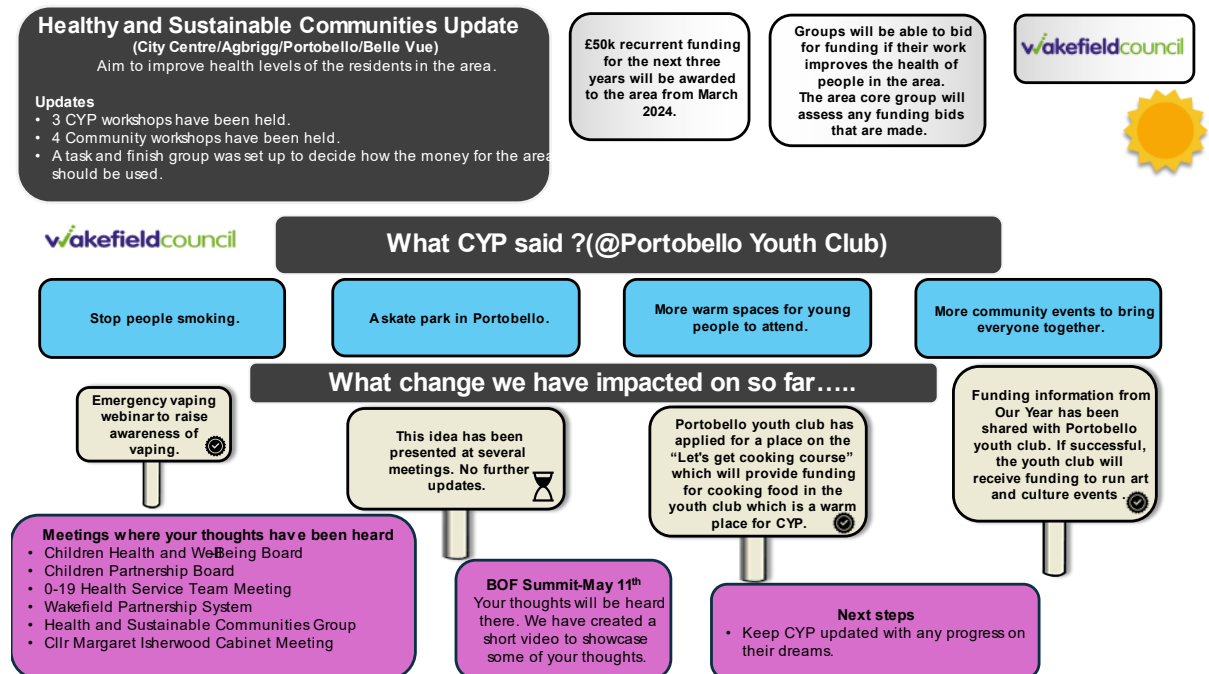 Healthy and Sustainable Communities Update
(City Centre/Agbrigg/Portobello/Belle Vue)
Aim to improve health levels of the residents in the area.
Updates
• 3 CYP workshops have been held.
• 4 Community workshops have been held.
• A task and finish group was set up to decide how the money for the area
should be used.
£50k recurrent funding
for the next three
years will be awarded
to the area from March
2024.
Groups will be able to bid
for funding if their work
improves the health of
people in the area.
The area core group will
assess any funding bids
that are made.
wakefieldcouncil
wakefieldcouncil
What CYP said ?(@Portobello Youth Club)
Stop people smoking.
A skate park in Portobello.
More warm spaces for young
people to attend.
More community events to bring
everyone together.
What change we have impacted on so far…..
Emergency vaping
webinar to raise
awareness of
vaping.
This idea has been
presented at several
meetings. No further
updates.
Portobello youth club has
applied for a place on the
“Let's get cooking course”
which will provide funding
for cooking food in the
youth club which is a warm
place for CYP.
Funding information from
Our Year has been
shared with Portobello
youth club. If successful,
the youth club will
receive funding to run art
and culture events .
Meetings where your thoughts have been heard
• Children Health and Well-Being Board
• Children Partnership Board
• 0-19 Health Service Team Meeting
• Wakefield Partnership System
• Health and Sustainable Communities Group
• Cllr Margaret Isherwood Cabinet Meeting
BOF Summit-May 11th
Your thoughts will be heard
there. We have created a
short video to showcase
some of your thoughts.
Next steps
• Keep CYP updated with any progress on
their dreams.